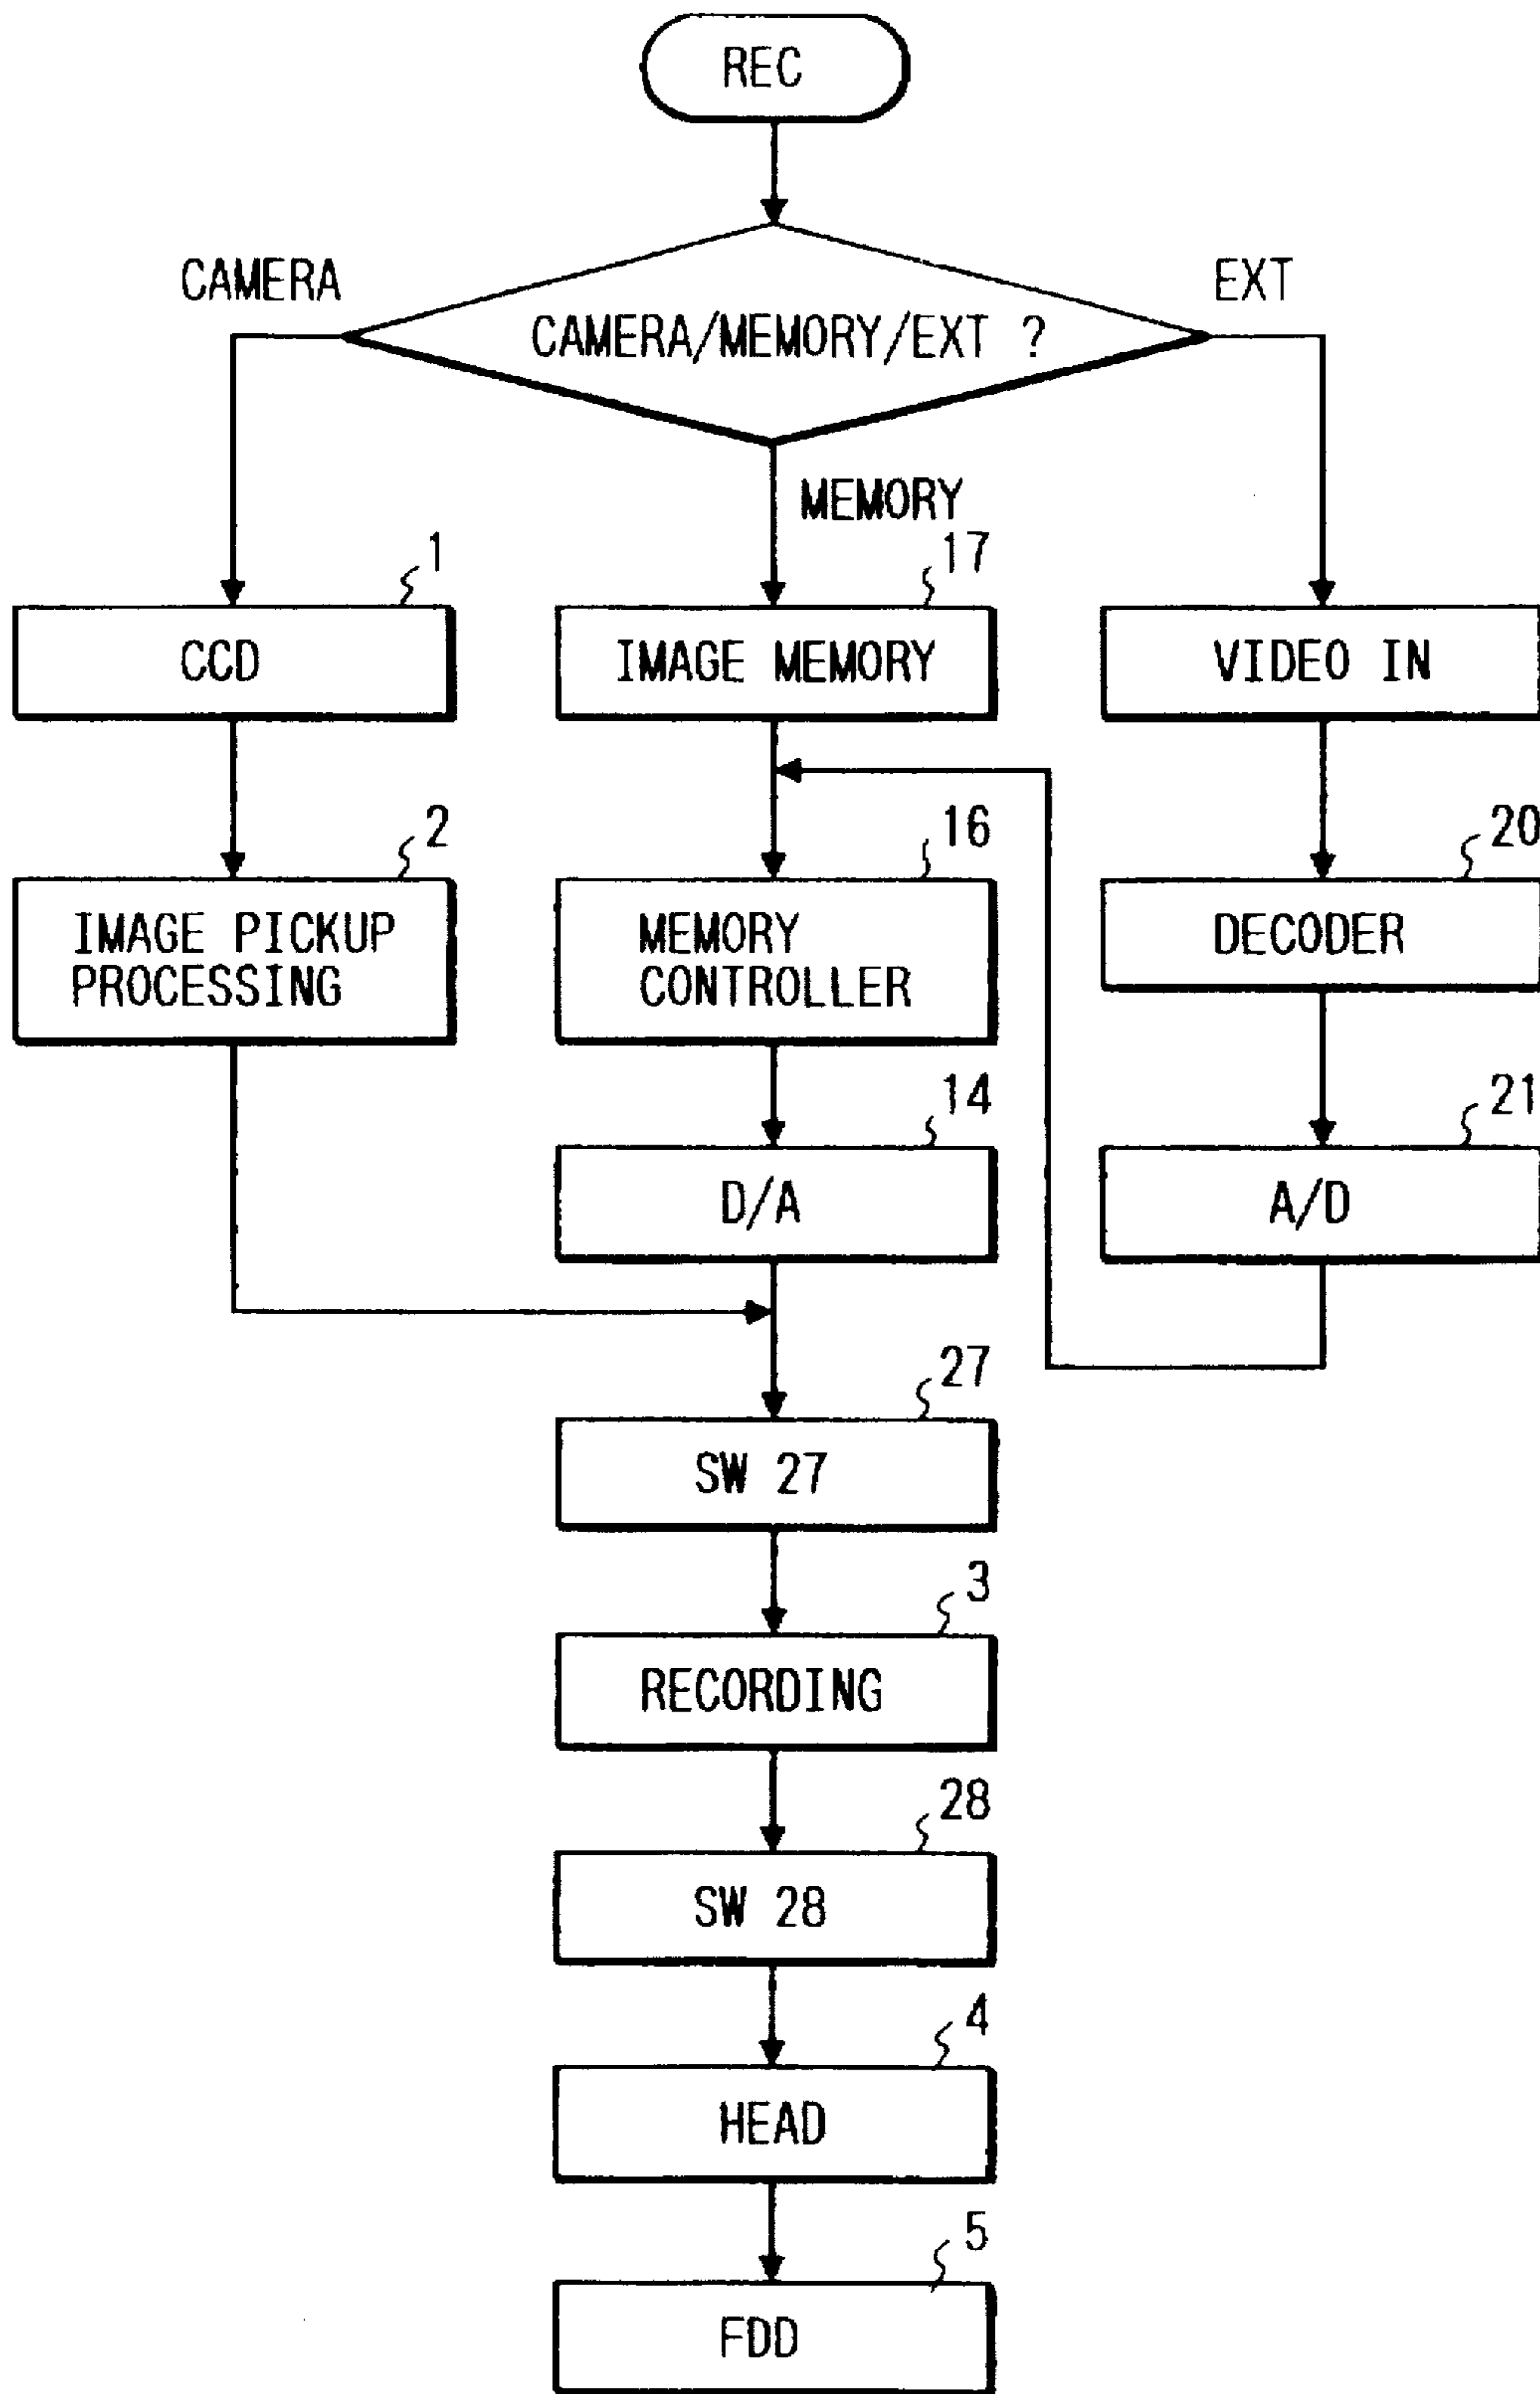 REC
CAMERA
EXT
CAMERA/MEMORY/EXT ?
MEMORY
1
17
CCD
IMAGE MEMORY
VIDEO IN
2
16
20
IMAGE PICKUP
PROCESSING
MEMORY
CONTROLLER
DECODER
14
21
D/A
A/D
27
SW 27
3
RECORDING
28
SW 28
4
HEAD
5
FDD